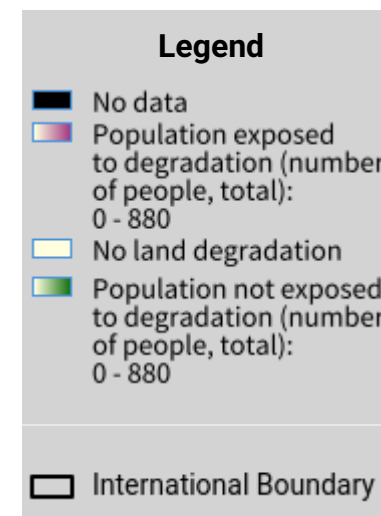 Legend
No data
Population exposed
to degradation (number
of people, total):
0 - 880
No land degradation
Population not exposed
to degradation (number
of people, total):
0 - 880
International Boundary